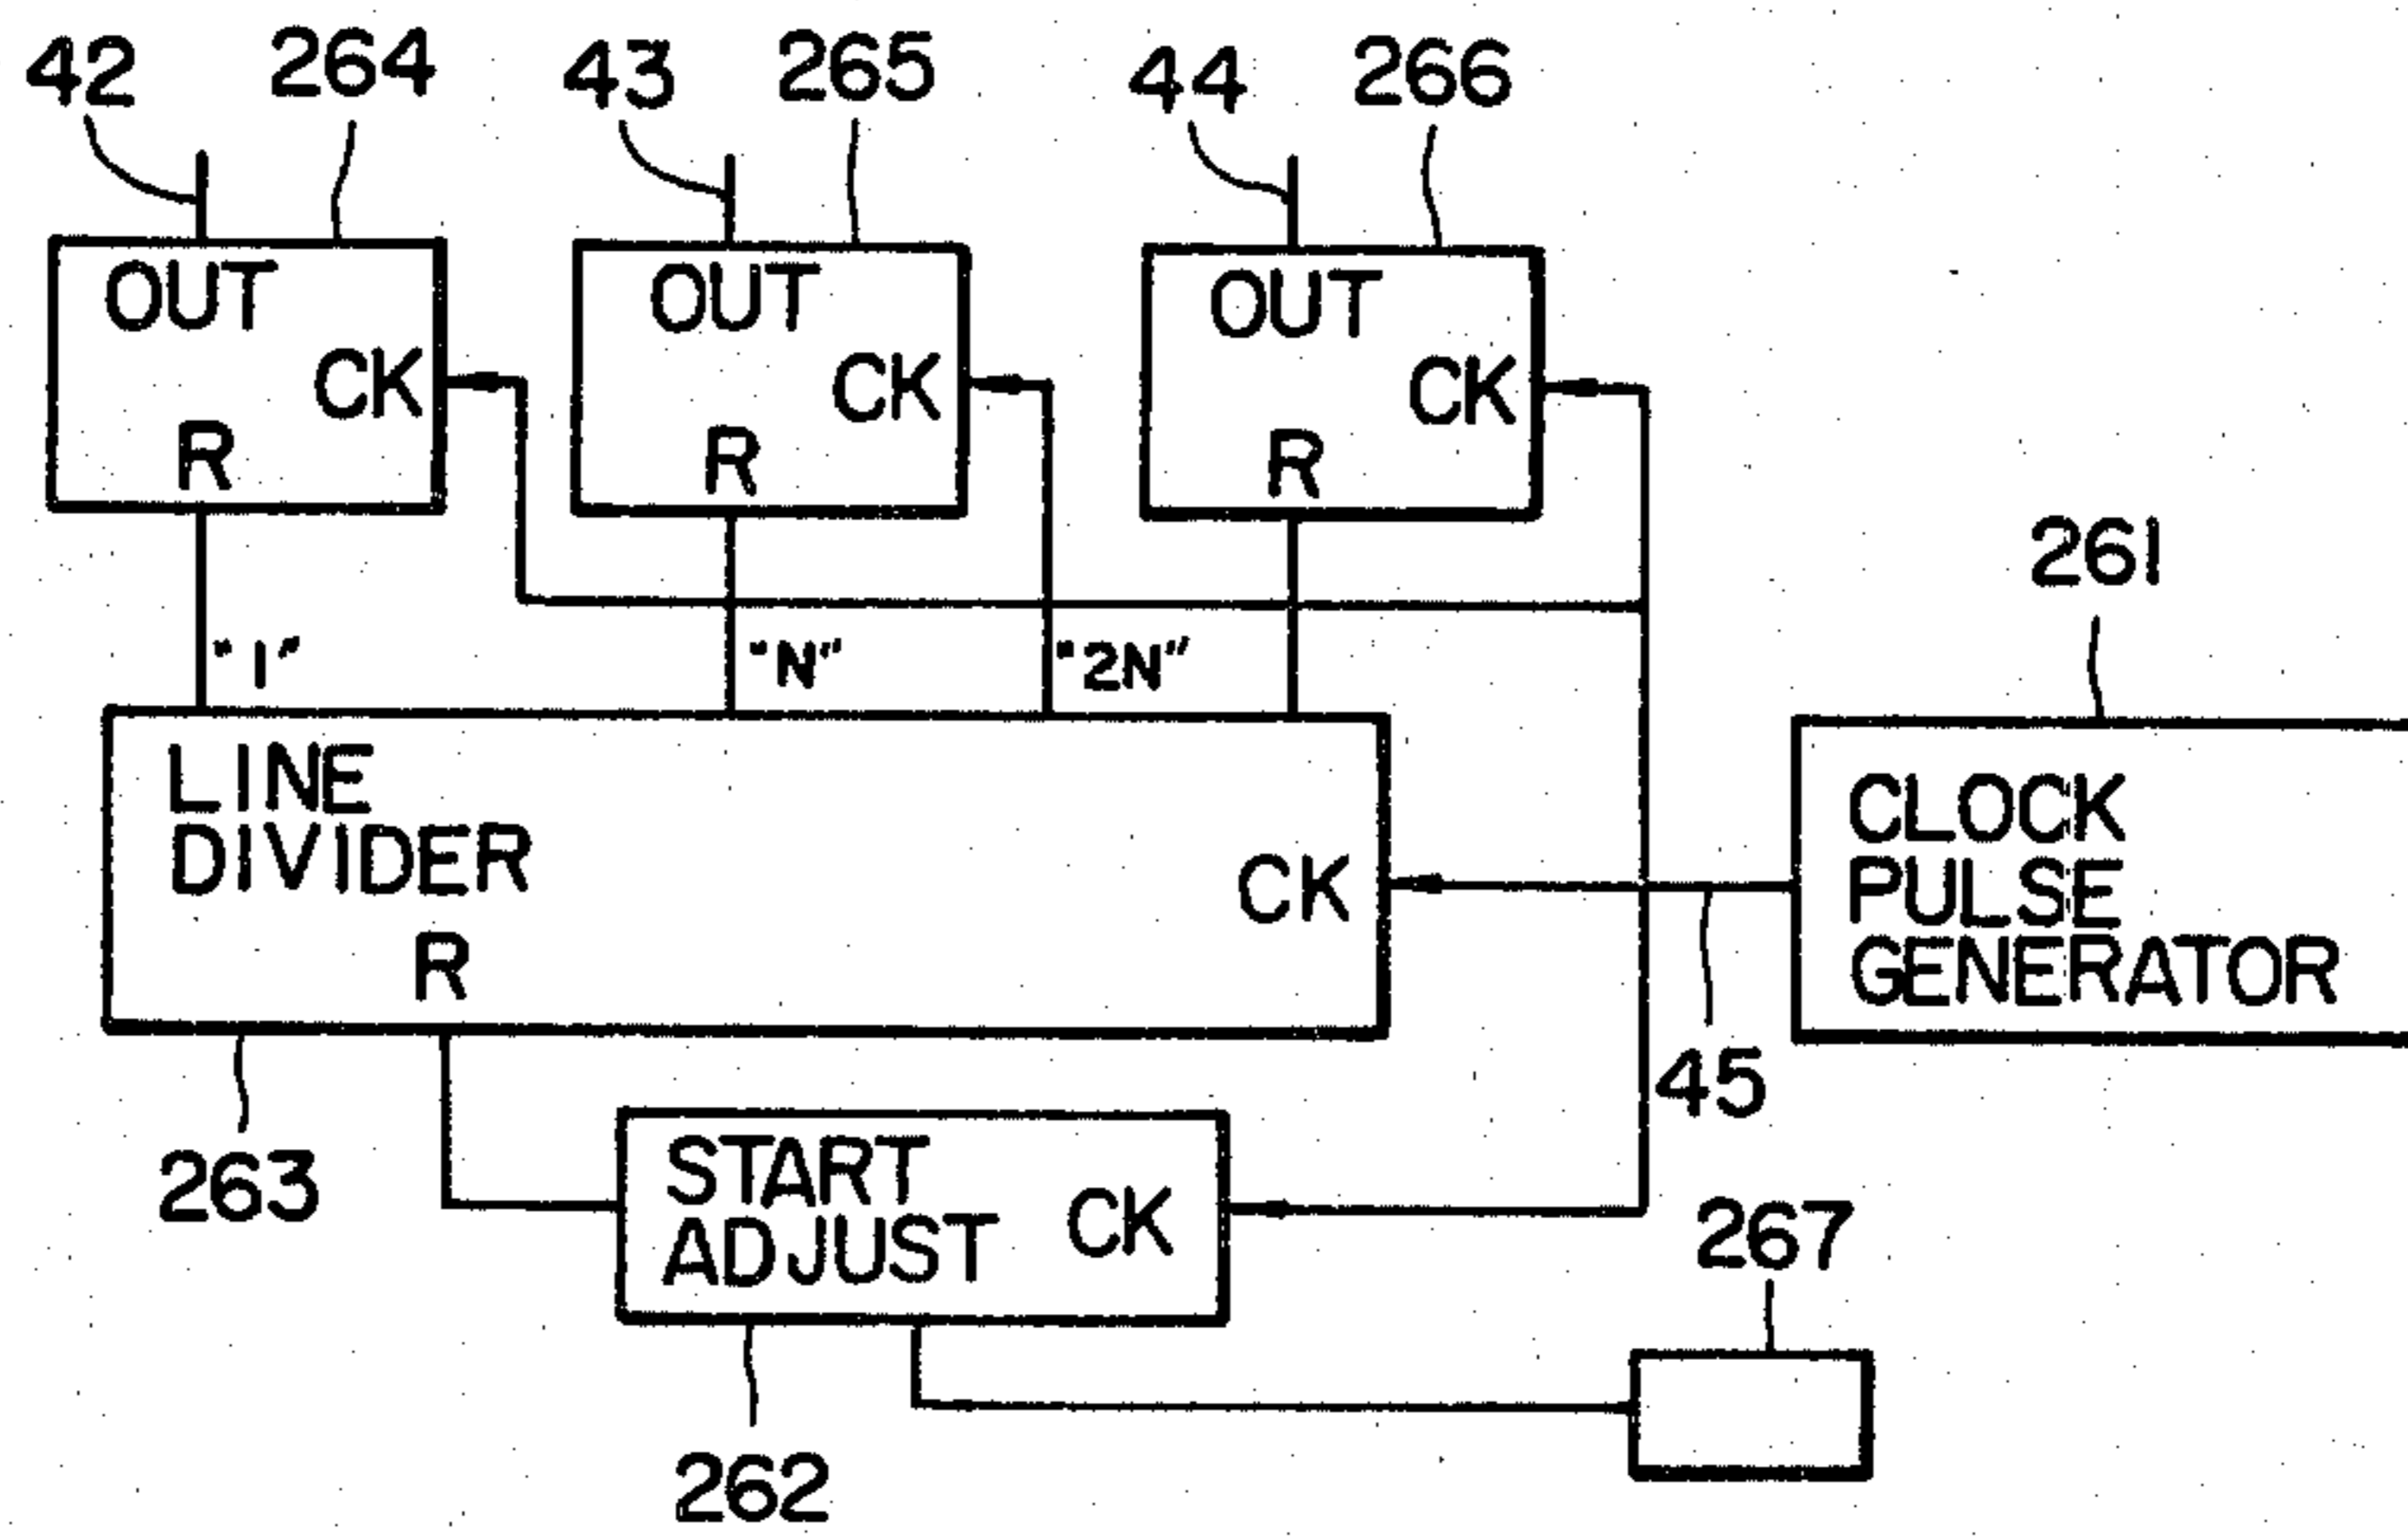 42 264 43 265 44 266
OUT OUT OUT
CK CK CK
R R R
261
"1" "N" "2N"
LINE
DIVIDER
CK
R
CLOCK
PULSE
GENERATOR
45
263
START
ADJUST
CK
267
262